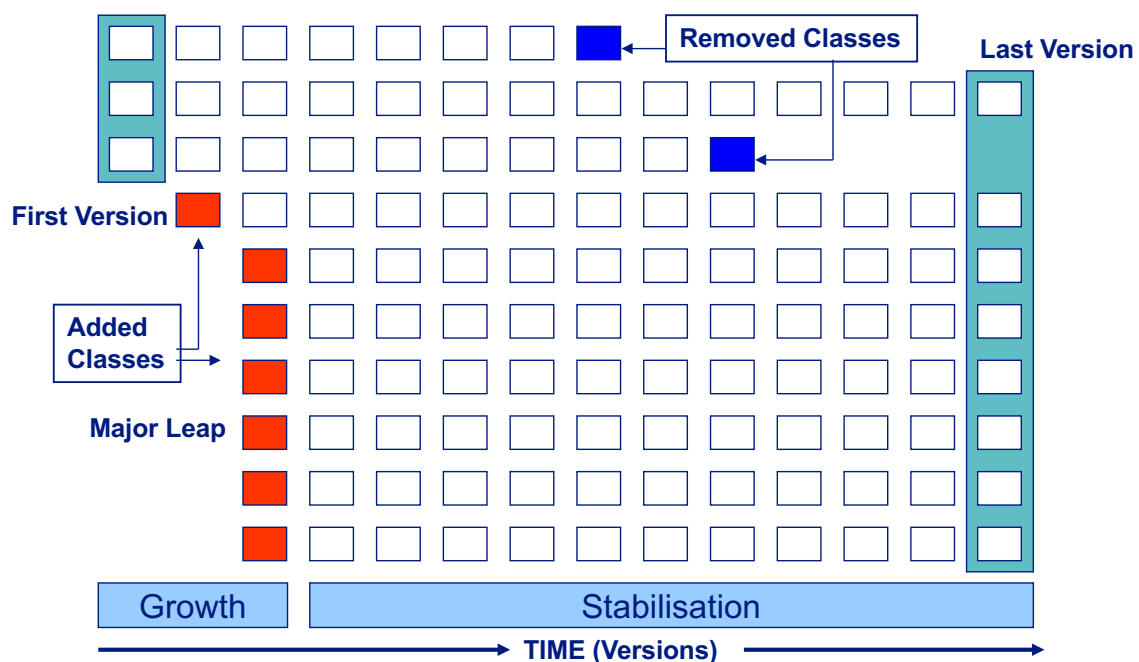 Removed Classes
Last Version
First Version
Added
Classes
Major Leap
Growth
Stabilisation
TIME (Versions)